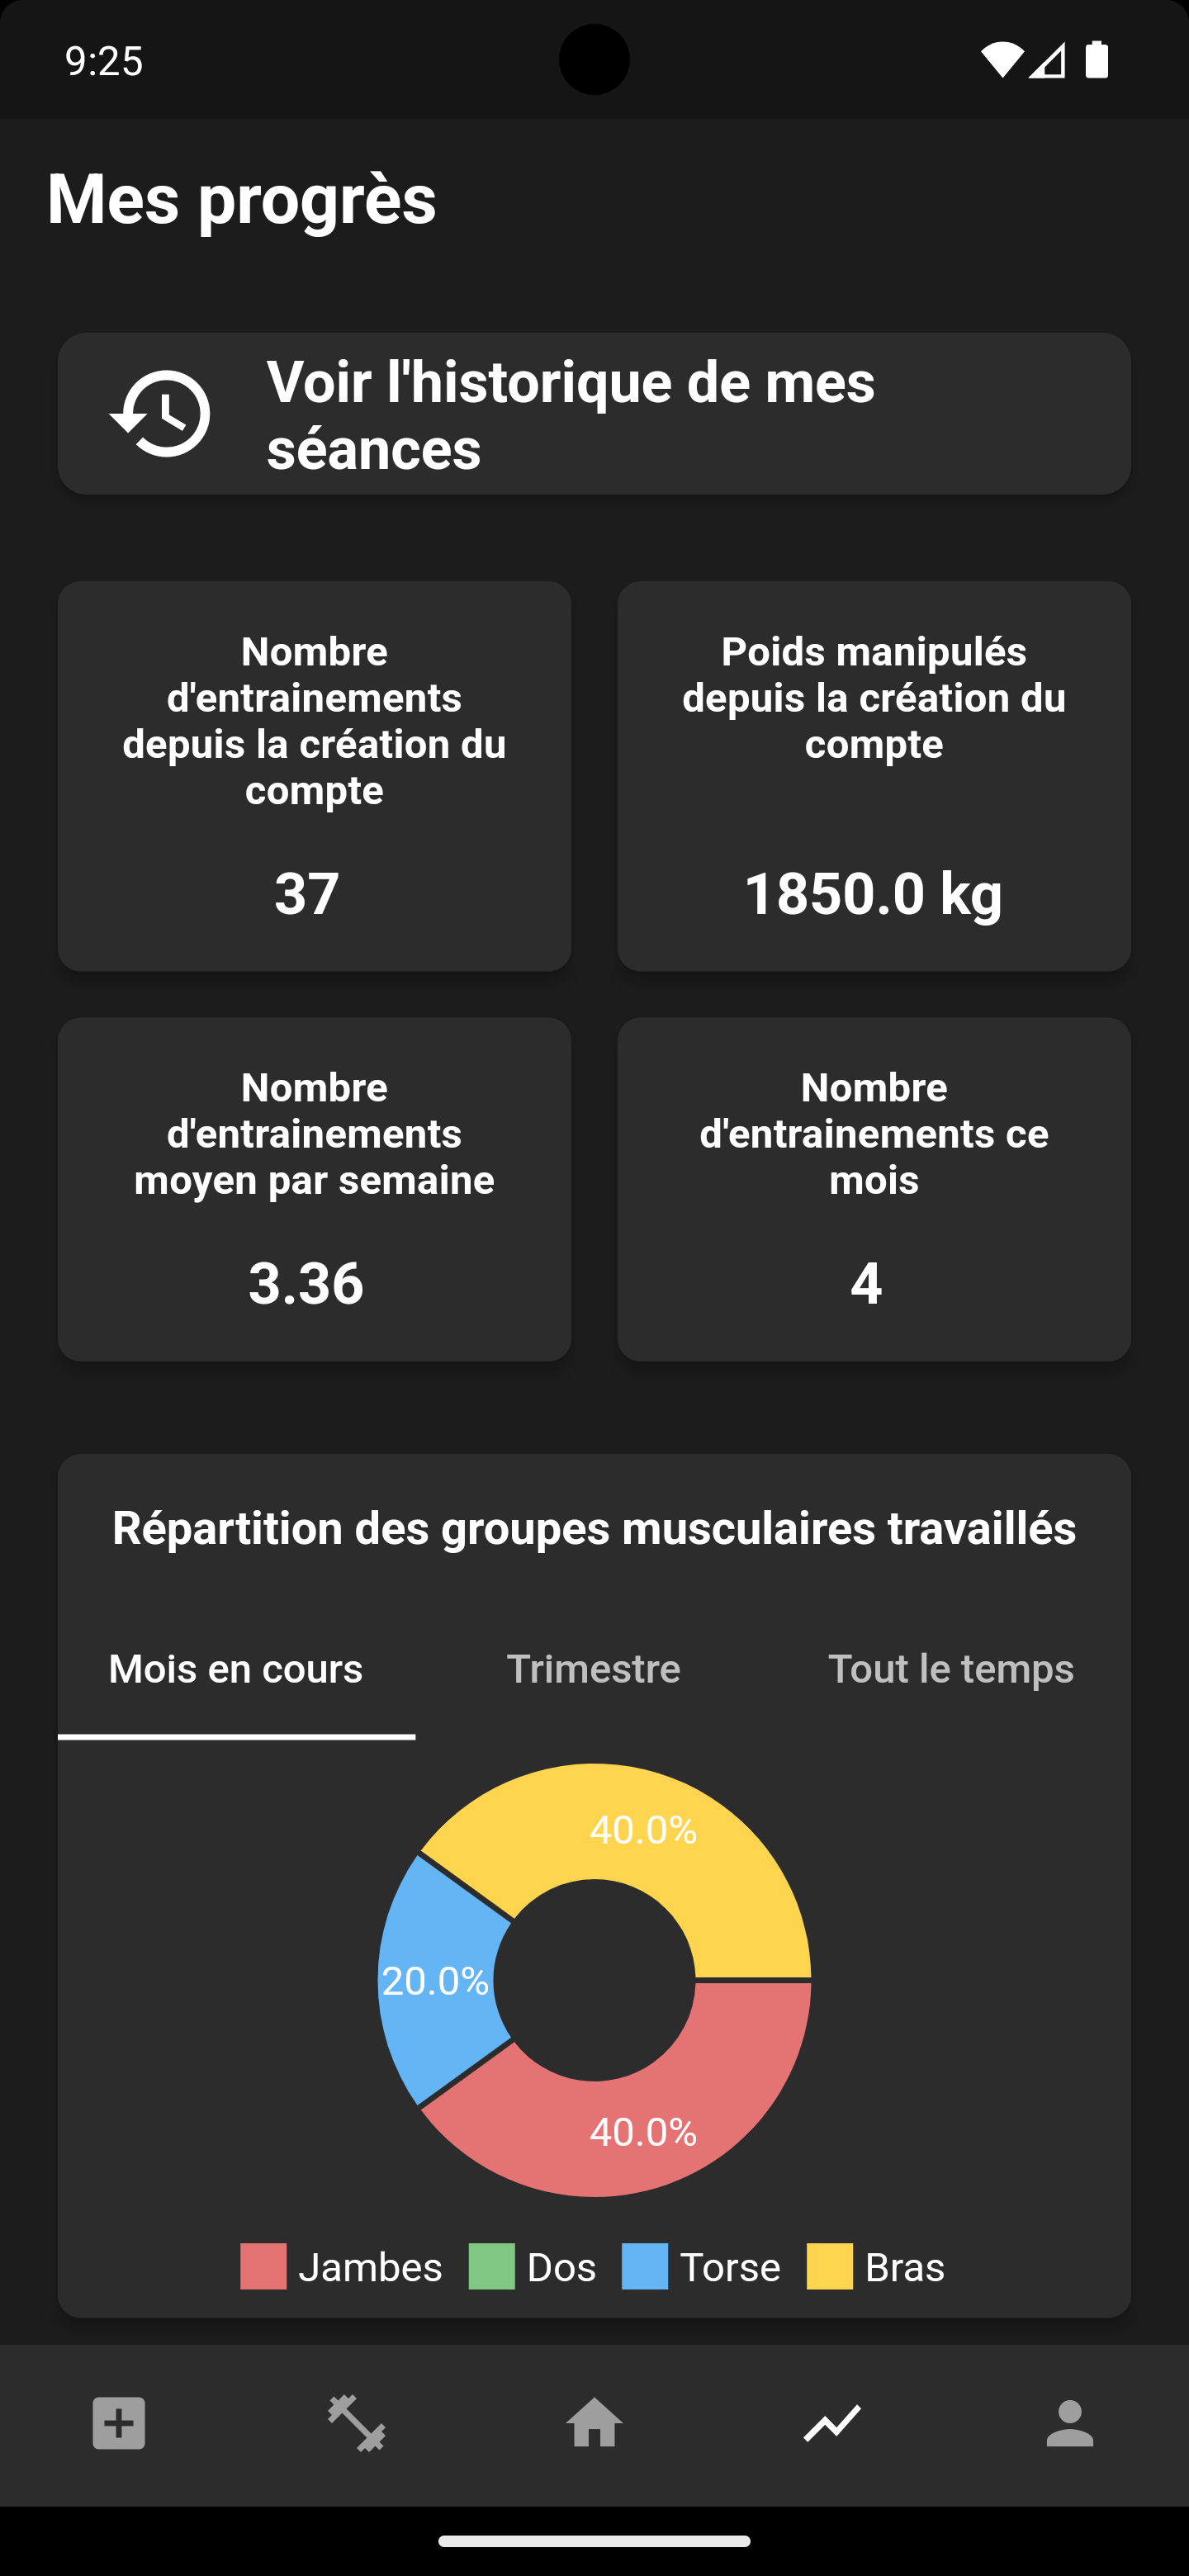 9:25
Mes progrès
Voir l'historique de mes
séances
Nombre
d'entrainements
depuis la création du
compte
37
Poids manipulés
depuis la création du
compte
1850.0 kg
Nombre
d'entrainements
moyen par semaine
3.36
Nombre
d'entrainements ce
mois
4
Répartition des groupes musculaires travaillés
Mois en cours Trimestre Tout le temps
40.0%
20.0%
40.0%
Jambes Dos Torse Bras